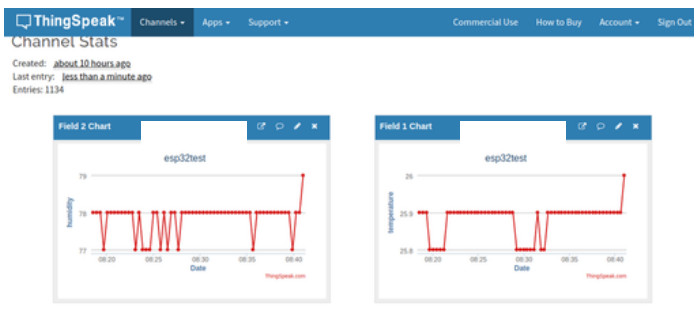 ThingSpeak™ Channels Apps Support Commercial Use How to Buy Account Sign Out
Channel Stats
Created: about 10 hours ago
Last entry: less than a minute ago
Entries: 1134
Field 2 Chart
esp32test
79
78
77
humidity
08:20 08:25 08:30 08:35 08:40
Date
ThingSpeak.com
Field 1 Chart
esp32test
26
25.9
25.8
temperature
08:20 08:25 08:30 08:35 08:40
Date
ThingSpeak.com